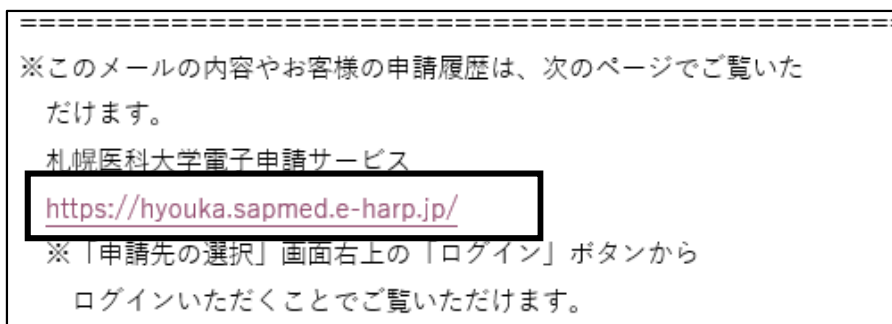 ==============================================
※このメールの内容やお客様の申請履歴は、次のページでご覧いた
だけます。
札幌医科大学電子申請サービス
https://hyouka.sapmed.e-harp.jp/
※「申請先の選択」画面右上の「ログイン」ボタンから
ログインいただくことでご覧いただけます。